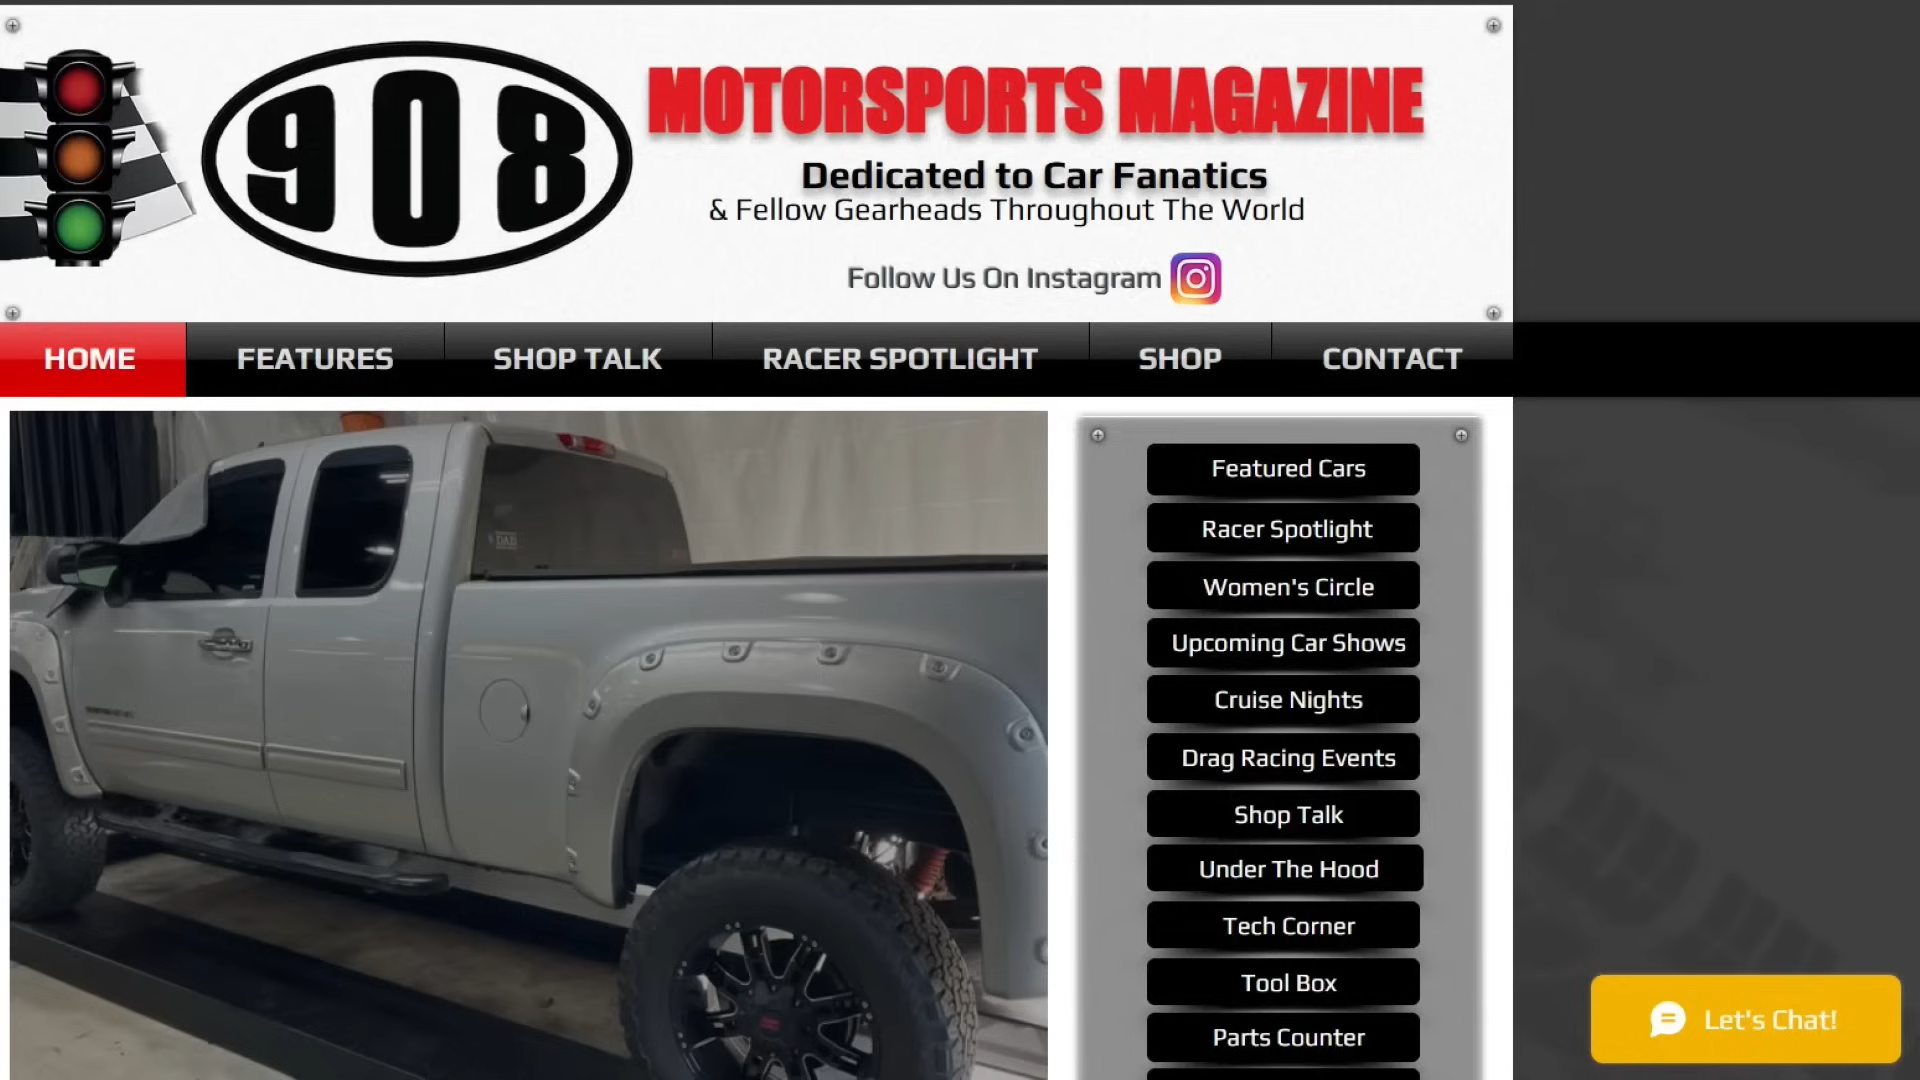 908
MOTORSPORTS MAGAZINE
Dedicated to Car Fanatics
& Fellow Gearheads Throughout The World
Follow Us On Instagram
HOME
FEATURES
SHOP TALK
RACER SPOTLIGHT
SHOP
CONTACT
Featured Cars
Racer Spotlight
Women's Circle
Upcoming Car Shows
Cruise Nights
Drag Racing Events
Shop Talk
Under The Hood
Tech Corner
Tool Box
Parts Counter
Let's Chat!